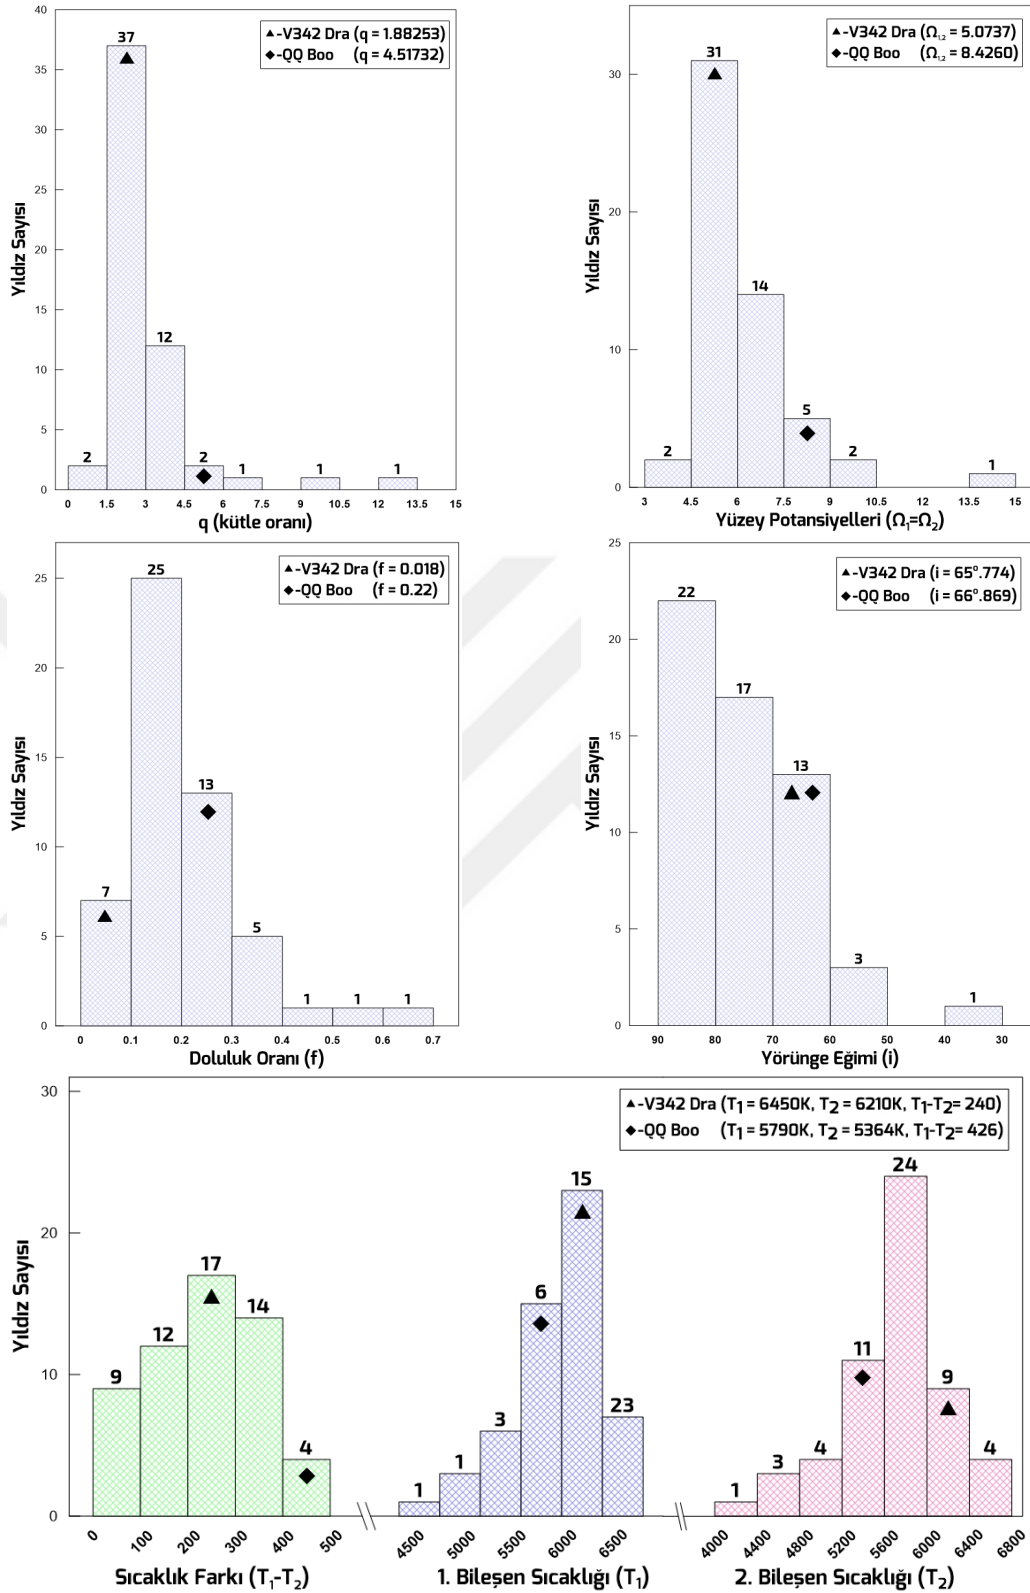 ▲-V342 Dra (q = 1.88253)
◆-QQ Boo (q = 4.51732)
Yıldız Sayısı
40
35
30
25
20
15
10
5
0
2
37
12
2
1
1
1
0 1.5 3 4.5 6 7.5 9 10.5 12 13.5 15
q (kütle oranı)
▲-V342 Dra (Ω₁,₂ = 5.0737)
◆-QQ Boo (Ω₁,₂ = 8.4260)
Yıldız Sayısı
30
20
10
0
2
31
14
5
2
1
3 4.5 6 7.5 9 10.5 12 13.5 15
Yüzey Potansiyelleri (Ω₁=Ω₂)
▲-V342 Dra (f = 0.018)
◆-QQ Boo (f = 0.22)
Yıldız Sayısı
25
20
15
10
5
0
7
25
13
5
1
1
1
0 0.1 0.2 0.3 0.4 0.5 0.6 0.7
Doluluk Oranı (f)
▲-V342 Dra (i = 65°.774)
◆-QQ Boo (i = 66°.869)
Yıldız Sayısı
25
20
15
10
5
0
22
17
13
3
1
90 80 70 60 50 40 30
Yörünge Eğimi (i)
▲-V342 Dra (T₁ = 6450K, T₂ = 6210K, T₁-T₂= 240)
◆-QQ Boo (T₁ = 5790K, T₂ = 5364K, T₁-T₂= 426)
Yıldız Sayısı
30
20
10
0
9
12
17
14
4
1
1
3
6
15
23
1
3
4
11
24
9
4
0 100 200 300 400 500
4500 5000 5500 6000 6500
4000 4400 4800 5200 5600 6000 6400 6800
Sıcaklık Farkı (T₁-T₂)
1. Bileşen Sıcaklığı (T₁)
2. Bileşen Sıcaklığı (T₂)